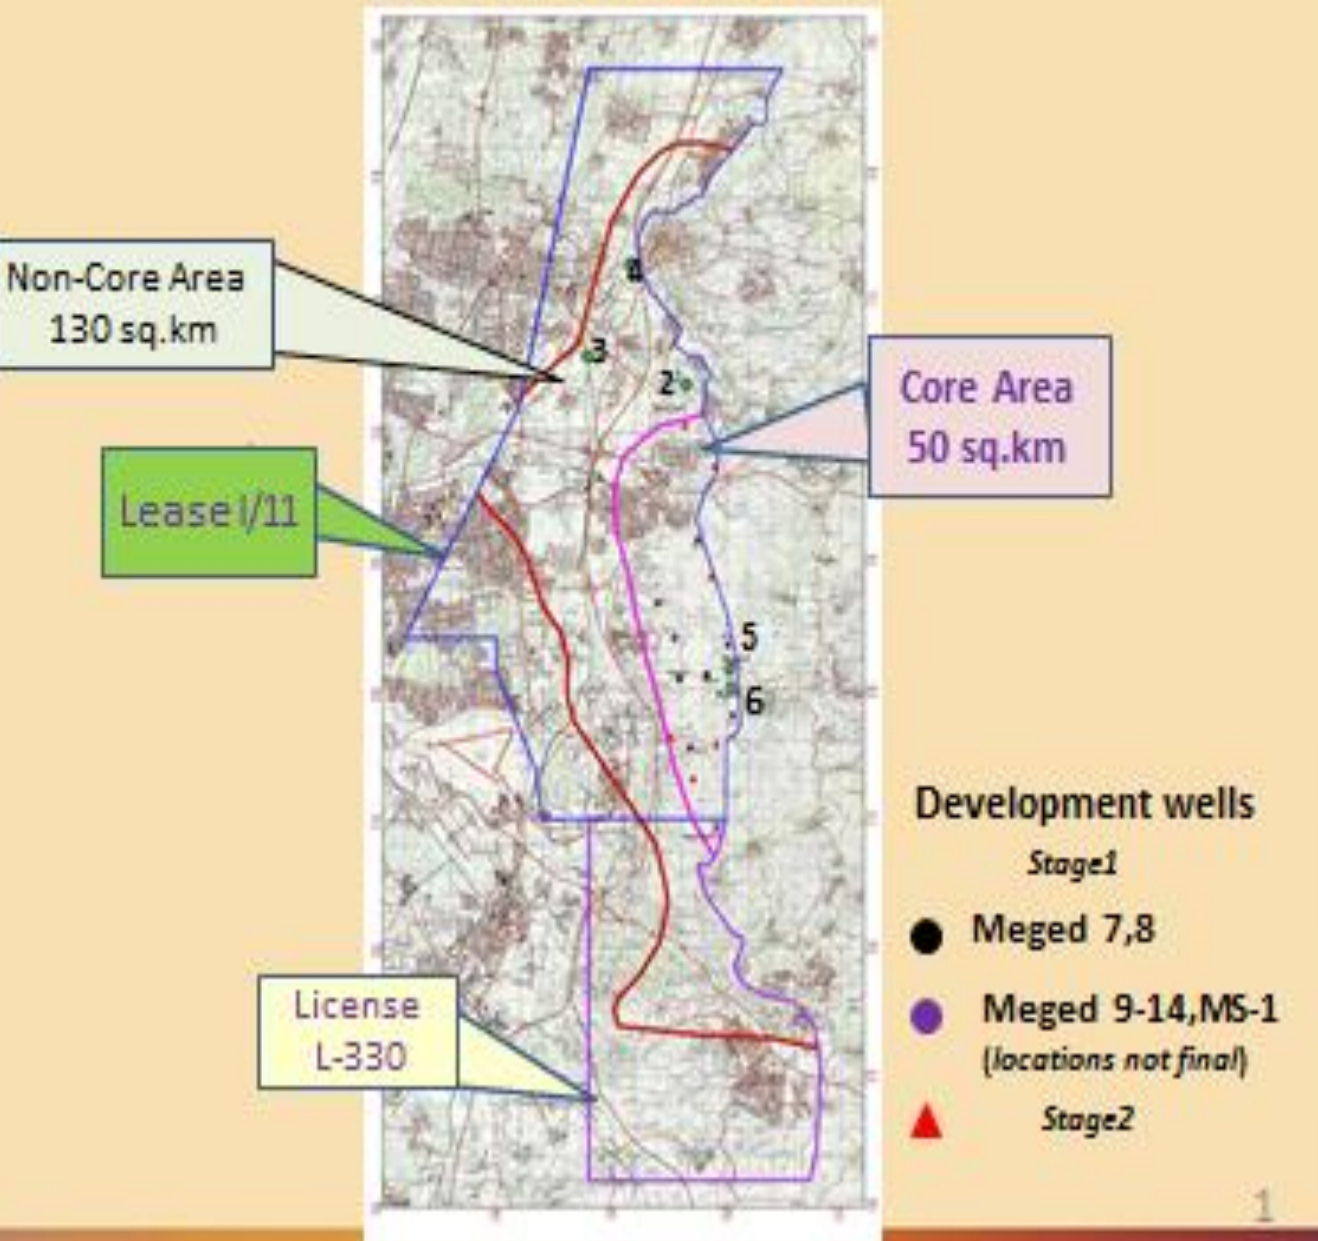 Non-Core Area
130 sq.km
4
3
2
Core Area
50 sq.km
Lease I/11
5
6
Development wells
Stage1
Meged 7,8
Meged 9-14,MS-1
(locations not final)
Stage2
License
L-330
1